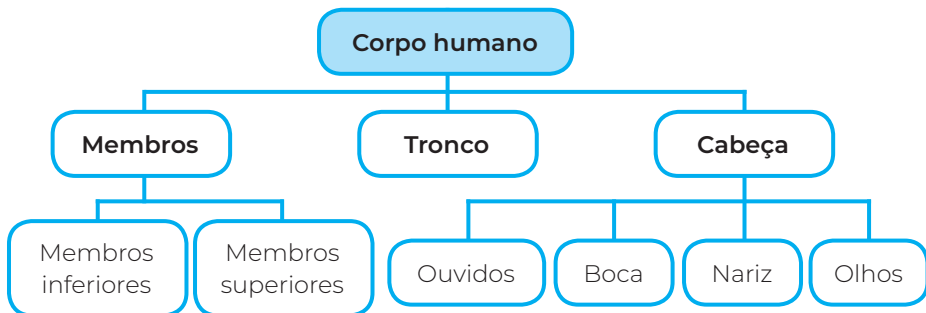 Corpo humano
Membros
Tronco
Cabeça
Membros
inferiores
Membros
superiores
Ouvidos
Boca
Nariz
Olhos